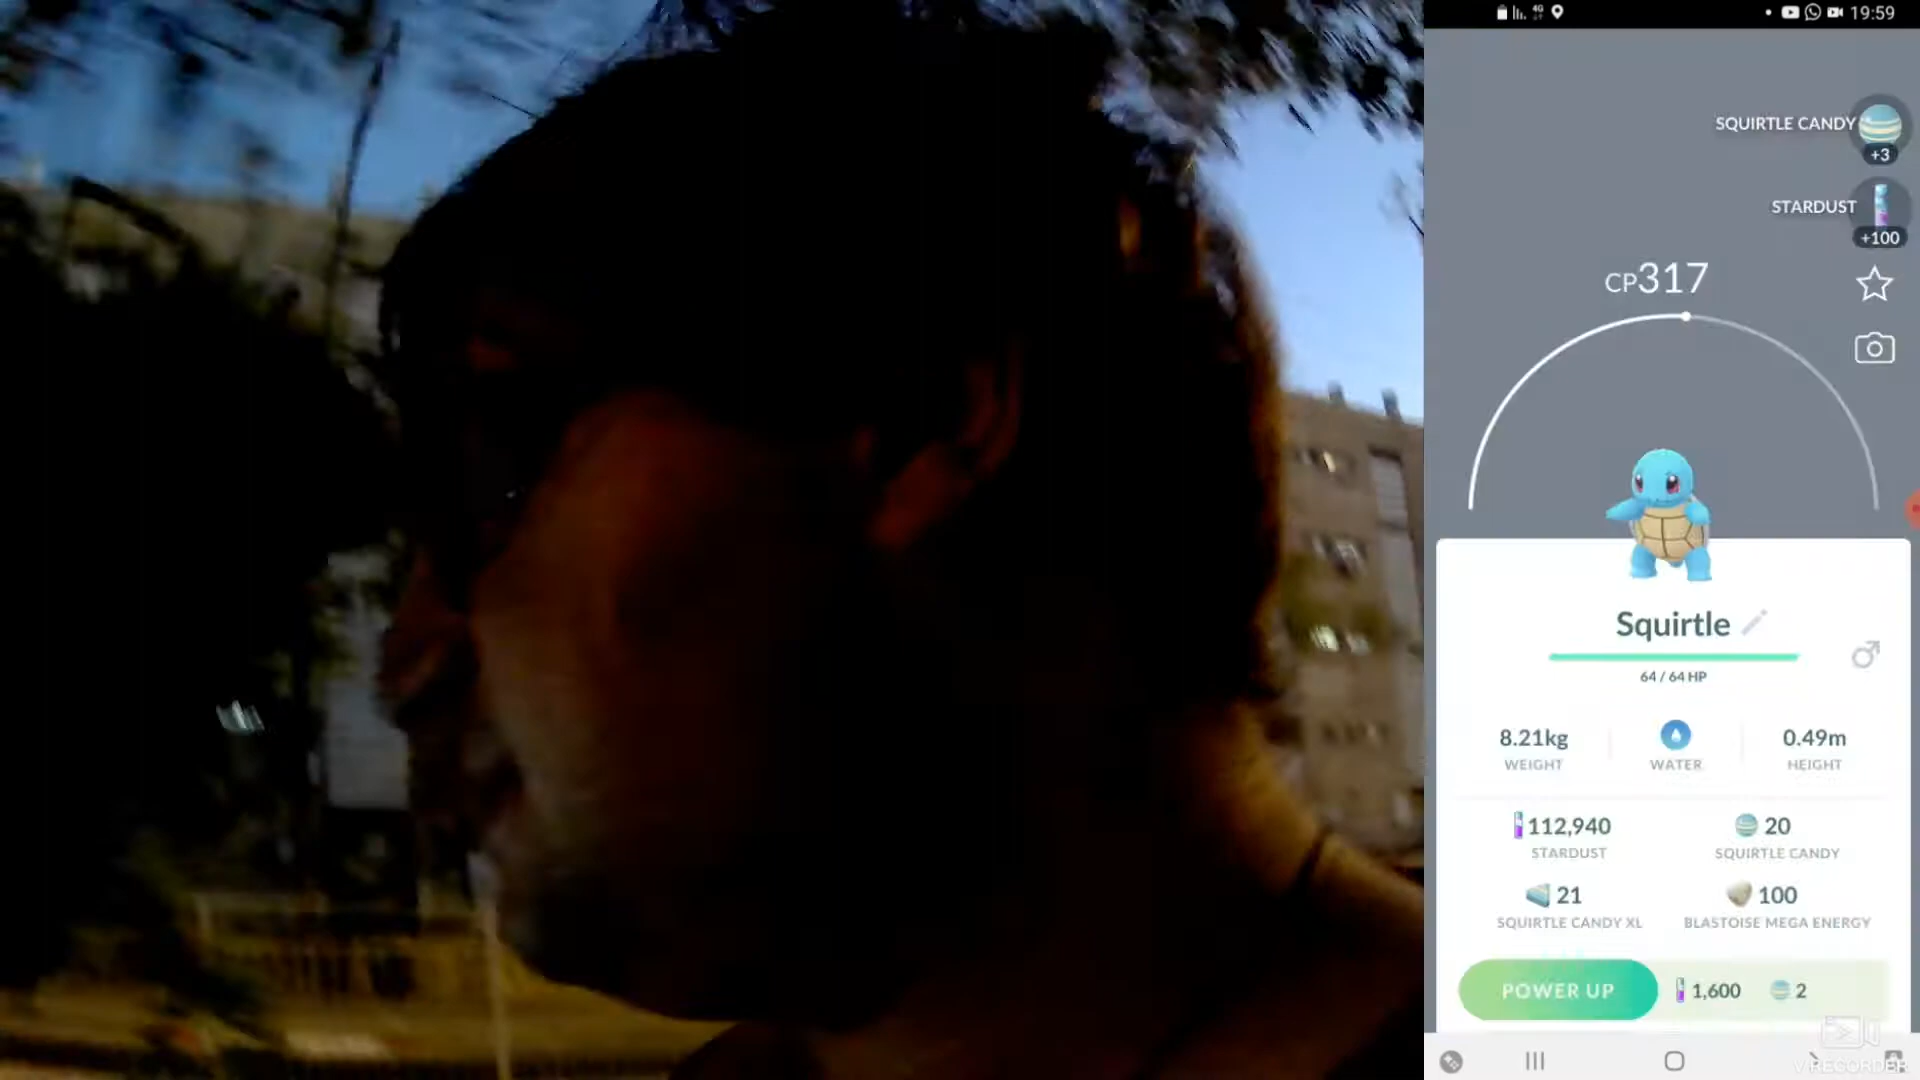 4G
19:59
SQUIRTLE CANDY
+3
STARDUST
+100
CP317
Squirtle
64 / 64 HP
8.21kg
WEIGHT
WATER
0.49m
HEIGHT
112,940
STARDUST
20
SQUIRTLE CANDY
21
SQUIRTLE CANDY XL
100
BLASTOISE MEGA ENERGY
POWER UP
1,600
2
V RECORDER